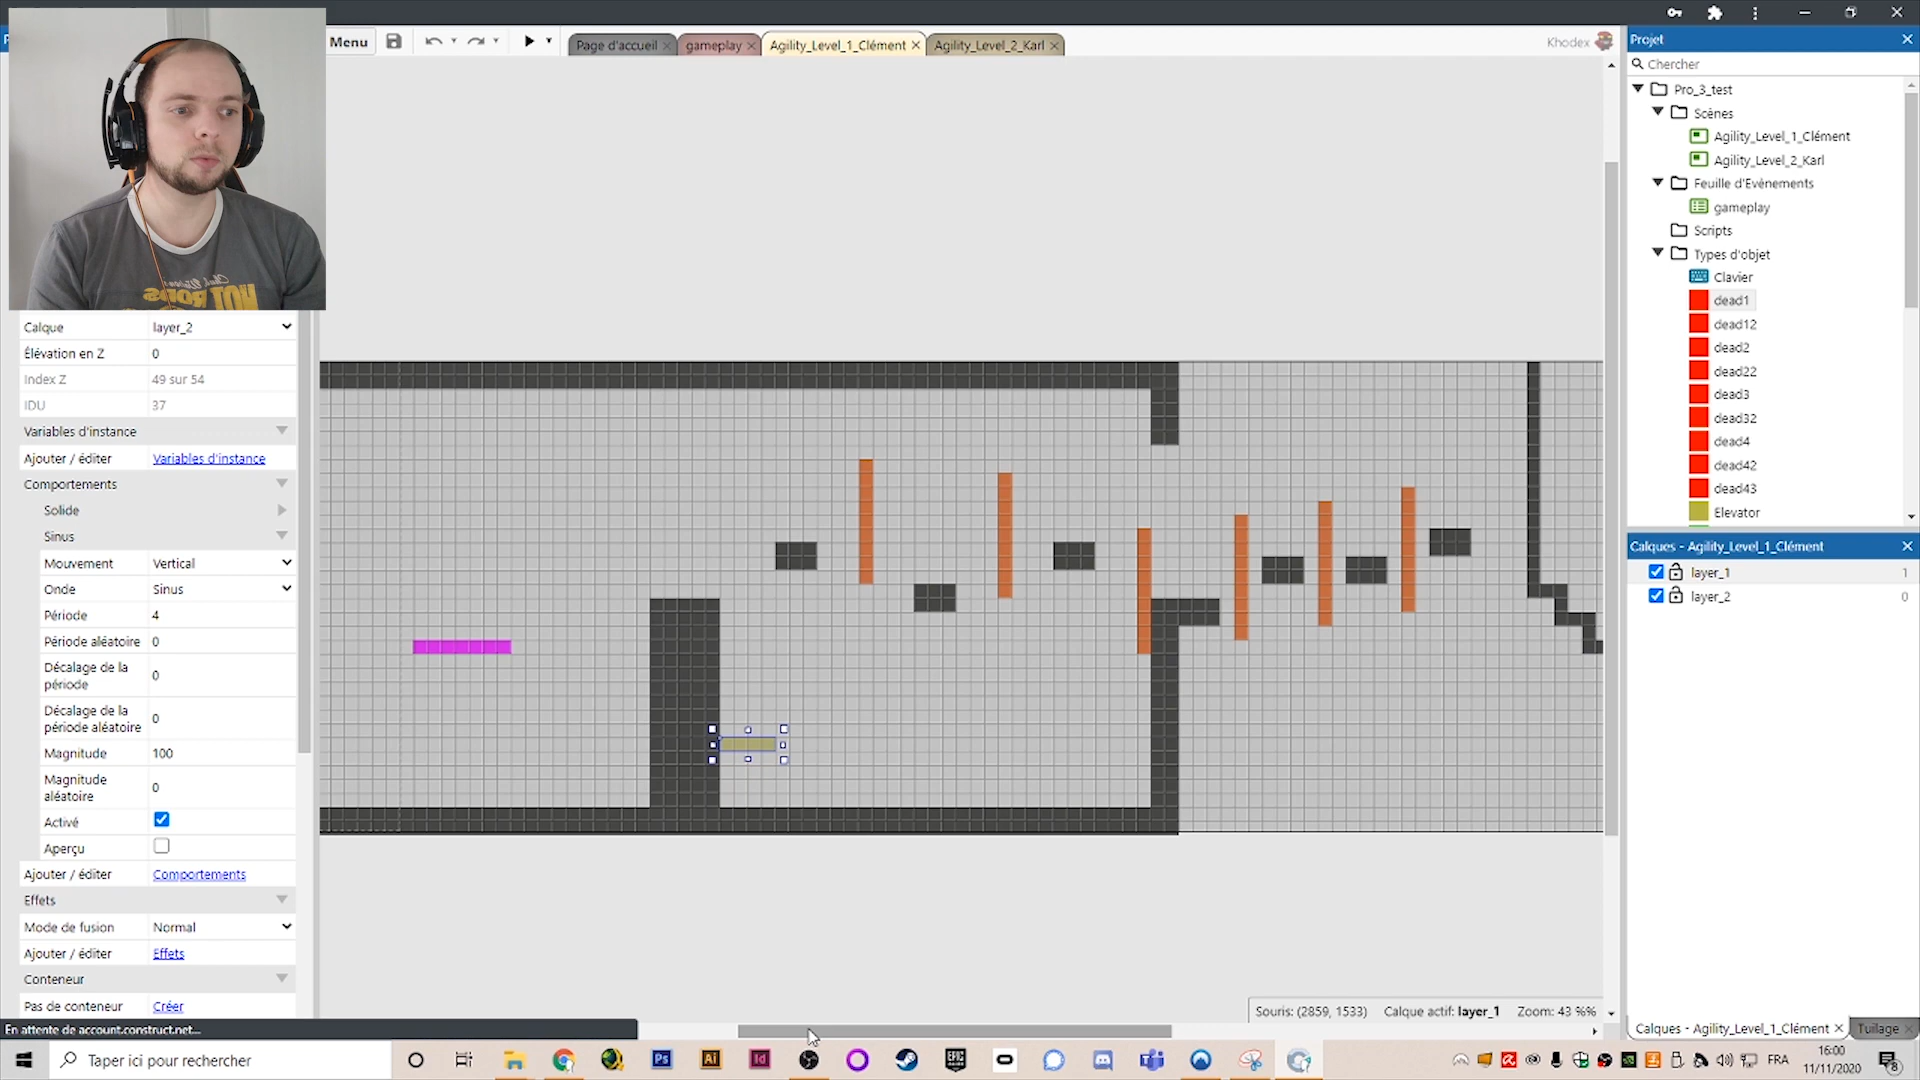 Menu
Page d'accueil
gameplay
Agility_Level_1_Clément
Agility_Level_2_Karl
Khodex
Projet
Chercher
Pro_3_test
Scènes
Agility_Level_1_Clément
Agility_Level_2_Karl
Feuille d'Evénements
gameplay
Scripts
Types d'objet
Clavier
dead1
dead12
dead2
dead22
dead3
dead32
dead4
dead42
dead43
Elevator
Calques - Agility_Level_1_Clément
layer_1 1
layer_2 0
Calque layer_2
Élévation en Z 0
Index Z 49 sur 54
IDU 37
Variables d'instance
Ajouter / éditer Variables d'instance
Comportements
Solide
Sinus
Mouvement Vertical
Onde Sinus
Période 4
Période aléatoire 0
Décalage de la
période 0
Décalage de la
période aléatoire 0
Magnitude 100
Magnitude
aléatoire 0
Activé
Aperçu
Ajouter / éditer Comportements
Effets
Mode de fusion Normal
Ajouter / éditer Effets
Conteneur
Pas de conteneur Créer
En attente de account.construct.net...
Souris: (2859, 1533) Calque actif: layer_1 Zoom: 43 %%
Calques - Agility_Level_1_Clément
Tuilage
Taper ici pour rechercher
Ps
Ai
Id
EPIC
FRA
16:00
11/11/2020
8